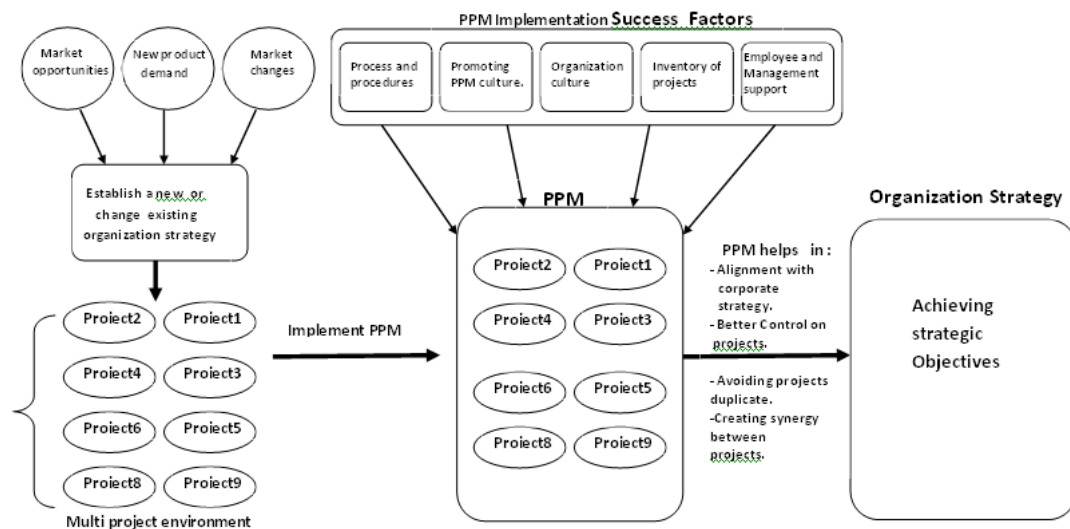 PPM Implementation Success Factors
Market
opportunities
New product
demand
Market
changes
Process and
procedures
Promoting
PPM culture.
Organization
culture
Inventory of
projects
Employee and
Management
support
Establish a new or
change existing
organization strategy
PPM
Organization Strategy
Proiect2
Proiect1
Proiect4
Proiect3
Proiect6
Proiect5
Proiect8
Proiect9
Multi project environment
Implement PPM
Proiect2
Proiect1
Proiect4
Proiect3
Proiect6
Proiect5
Proiect8
Proiect9
PPM helps in :
- Alignment with
corporate
strategy.
- Better Control on
projects.
- Avoiding projects
duplicate.
-Creating synergy
between
projects.
Achieving
strategic
Objectives